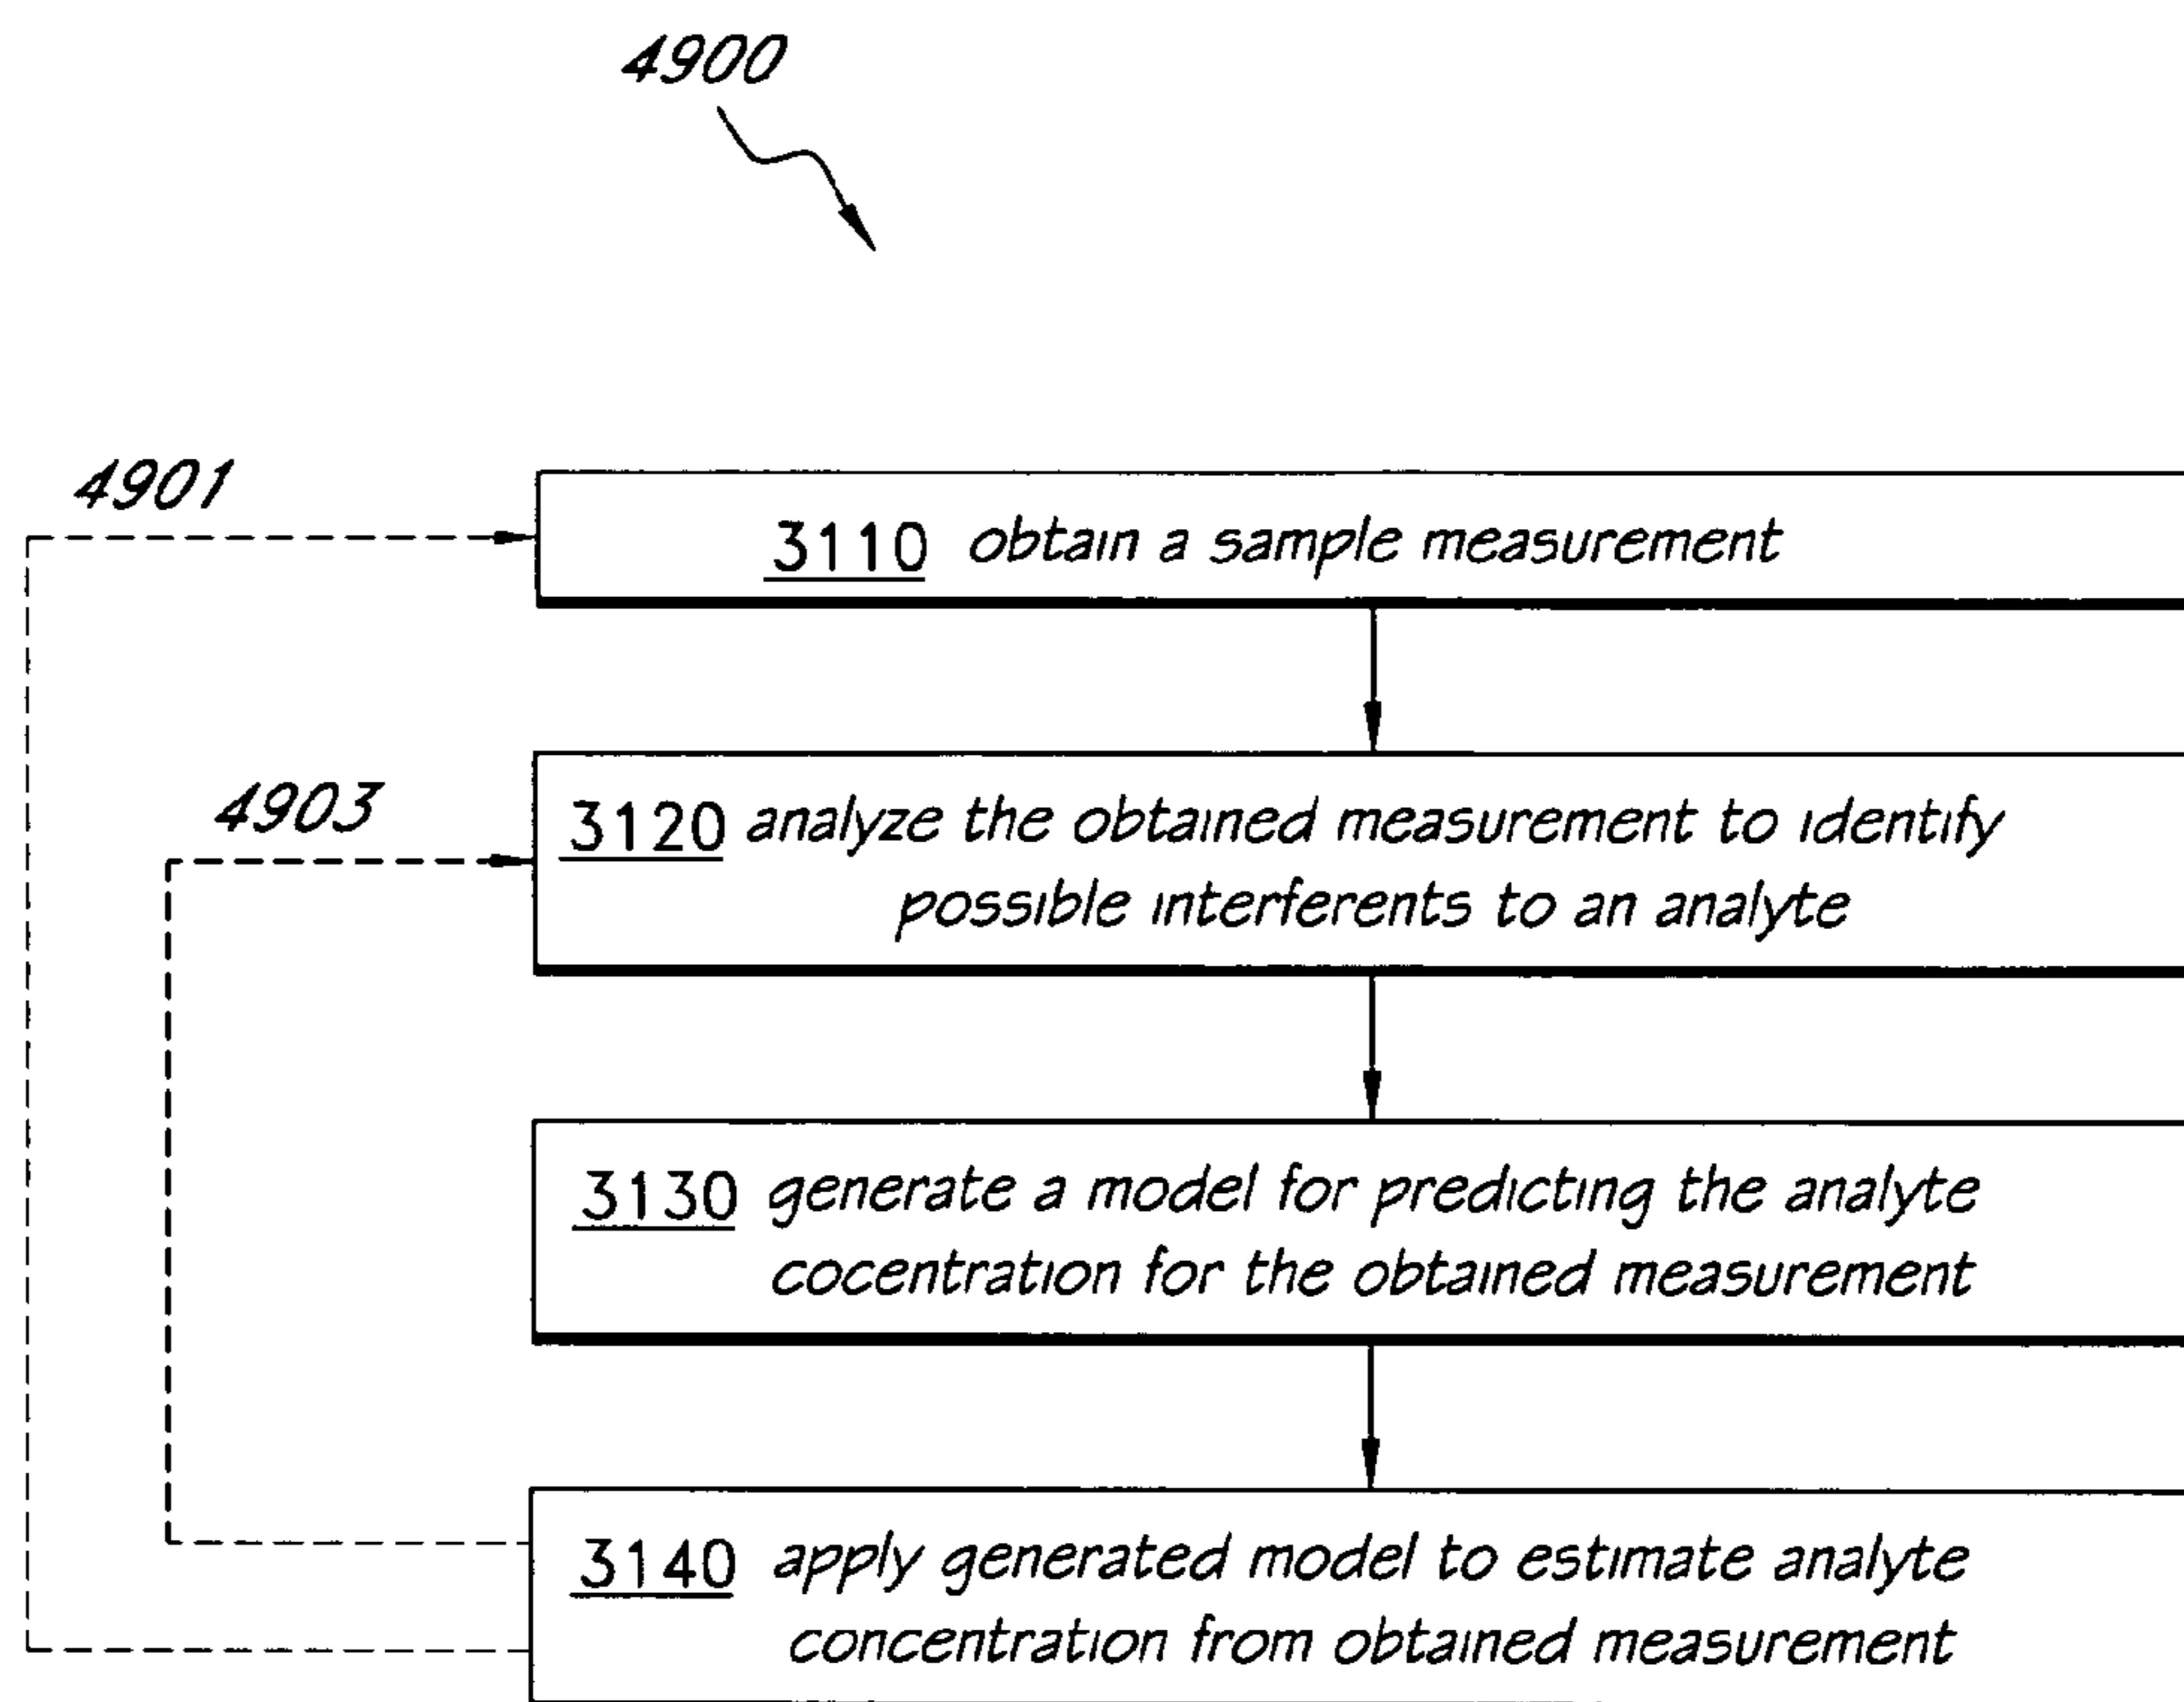 4900
4901
3110 obtain a sample measurement
4903
3120 analyze the obtained measurement to identify
possible interferents to an analyte
3130 generate a model for predicting the analyte
cocentration for the obtained measurement
3140 apply generated model to estimate analyte
concentration from obtained measurement